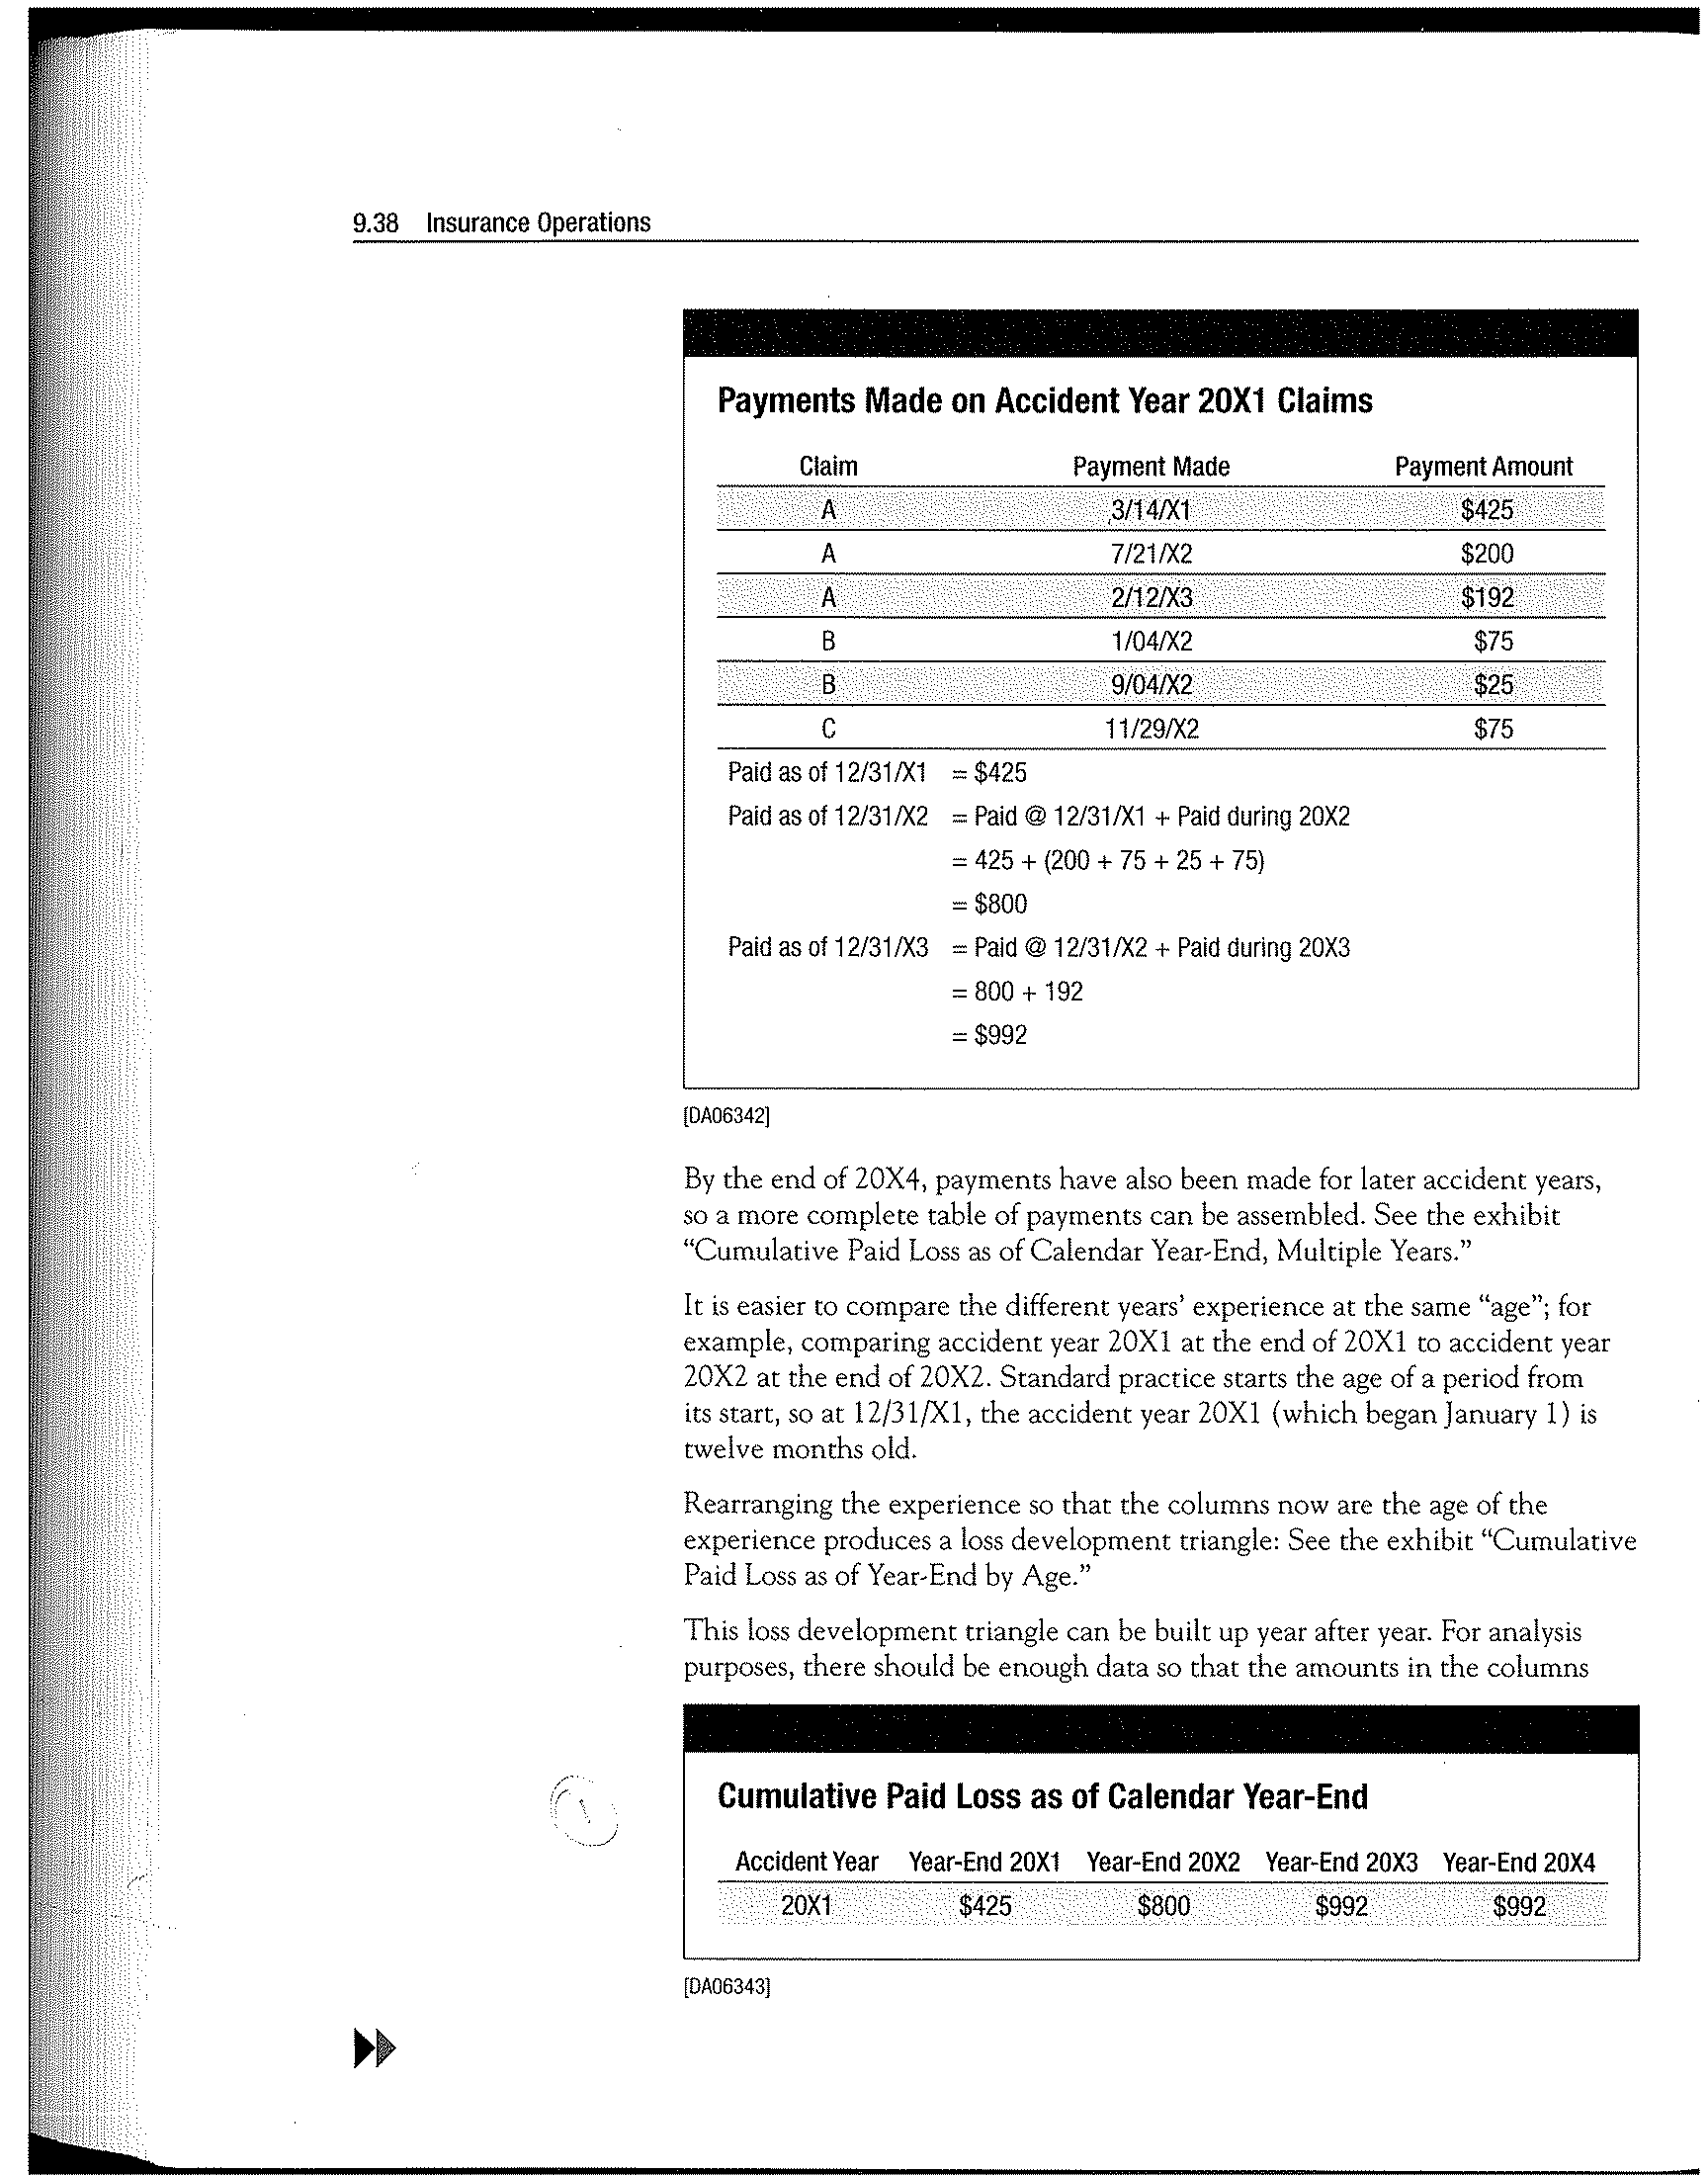 9.38 Insurance Operations
Payments Made on Accident Year 20X1 Claims
Claim Payment Made Payment Amount
A 3/14/X1 $425
A 7/21/X2 $200
A 2/12/X3 $192
B 1/04/X2 $75
B 9/04/X2 $25
C 11/29/X2 $75
Paid as of 12/31/X1 = $425
Paid as of 12/31/X2 = Paid @ 12/31/X1 + Paid during 20X2
= 425 + (200 + 75 + 25 + 75)
= $800
Paid as of 12/31/X3 = Paid @ 12/31/X2 + Paid during 20X3
= 800 + 192
= $992
[DA06342]
By the end of 20X4, payments have also been made for later accident years,
so a more complete table of payments can be assembled. See the exhibit
“Cumulative Paid Loss as of Calendar Year-End, Multiple Years.”
It is easier to compare the different years’ experience at the same “age”; for
example, comparing accident year 20X1 at the end of 20X1 to accident year
20X2 at the end of 20X2. Standard practice starts the age of a period from
its start, so at 12/31/X1, the accident year 20X1 (which began January 1) is
twelve months old.
Rearranging the experience so that the columns now are the age of the
experience produces a loss development triangle: See the exhibit “Cumulative
Paid Loss as of Year-End by Age.”
This loss development triangle can be built up year after year. For analysis
purposes, there should be enough data so that the amounts in the columns
Cumulative Paid Loss as of Calendar Year-End
Accident Year Year-End 20X1 Year-End 20X2 Year-End 20X3 Year-End 20X4
20X1 $425 $800 $992 $992
[DA06343]